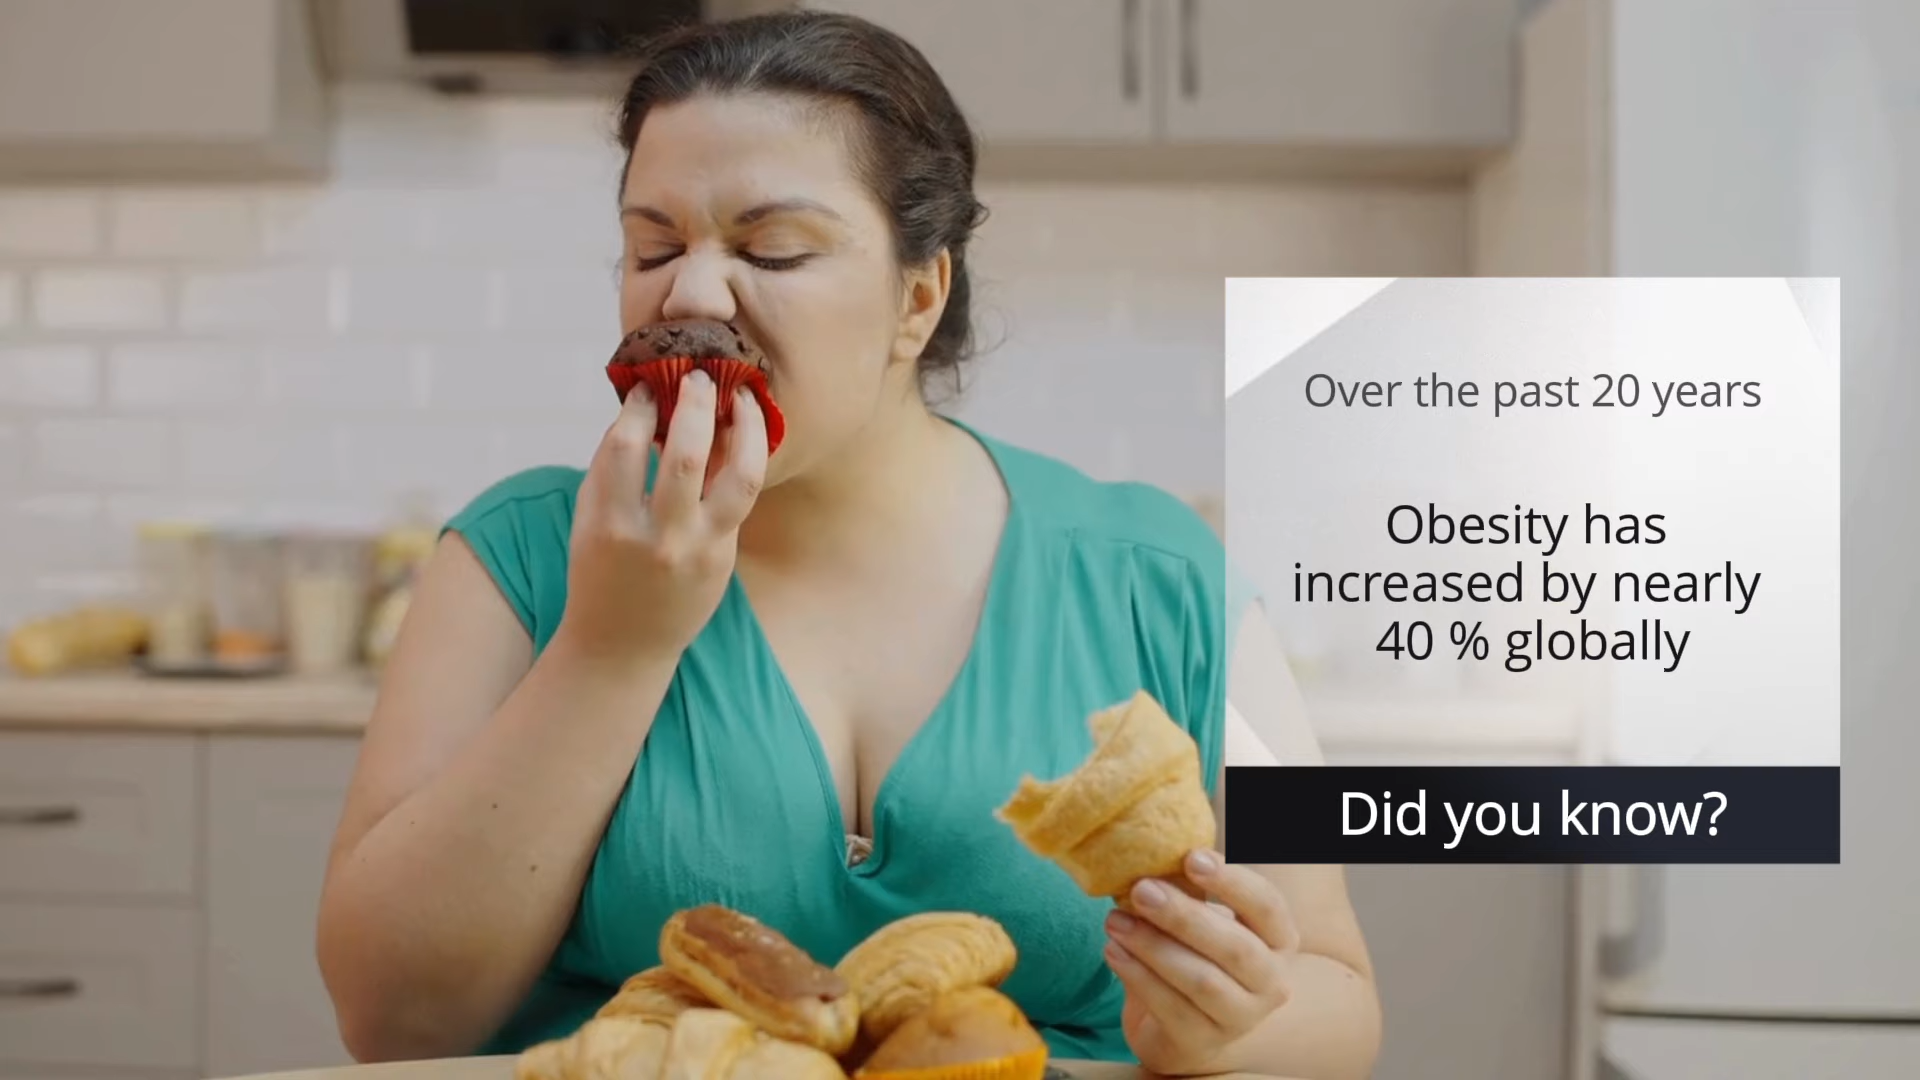 Over the past 20 years
Obesity has
increased by nearly
40 % globally
Did you know?